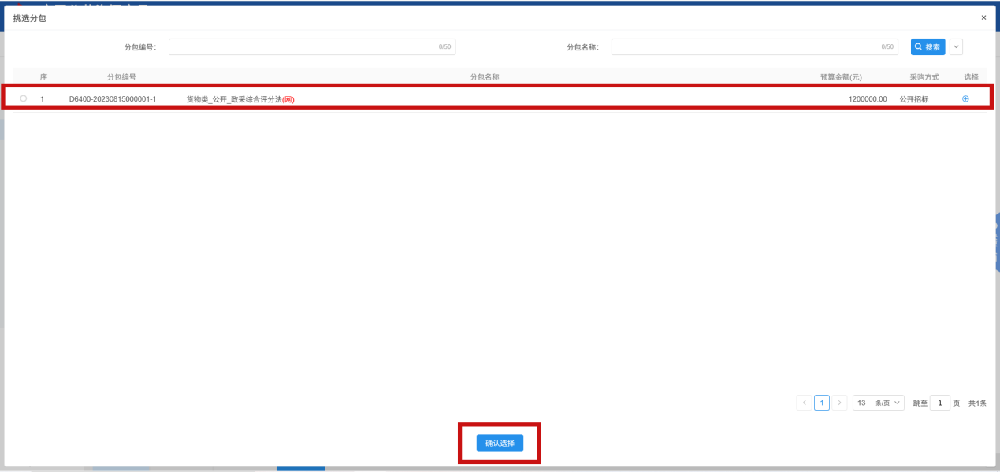 挑选分包 ×
分包编号： 0/50 分包名称： 0/50 搜索
序 分包编号 分包名称 预算金额(元) 采购方式 选择
1 D6400-20230815000001-1 货物类_公开_政采综合评分法(网) 1200000.00 公开招标
< 1 > 13 条/页 跳至 1 页 共1条
确认选择